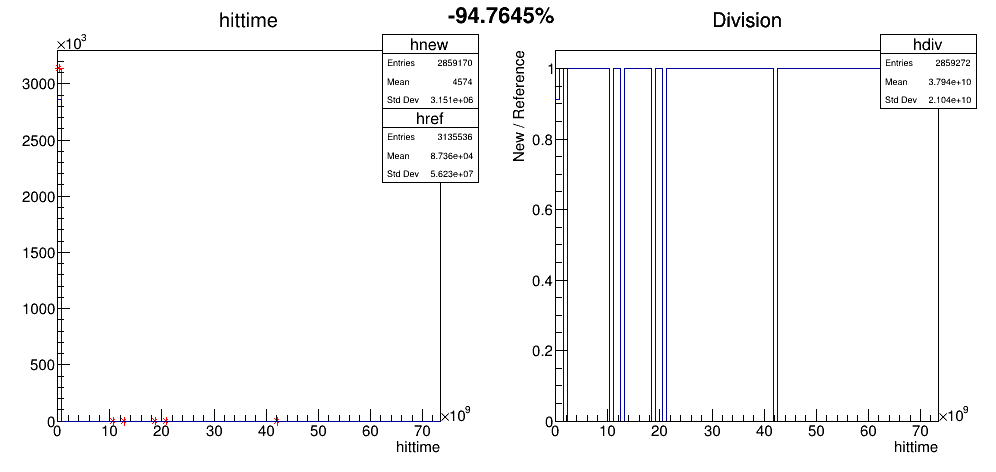 -94.7645%
hittime
×10³
3000
2500
2000
1500
1000
500
0
0 10 20 30 40 50 60 70
×10⁹
hittime
hnew
Entries 2859170
Mean 4574
Std Dev 3.151e+06
href
Entries 3135536
Mean 8.736e+04
Std Dev 5.623e+07
Division
New / Reference
1
0.8
0.6
0.4
0.2
0
0 10 20 30 40 50 60 70
×10⁹
hittime
hdiv
Entries 2859272
Mean 3.794e+10
Std Dev 2.104e+10